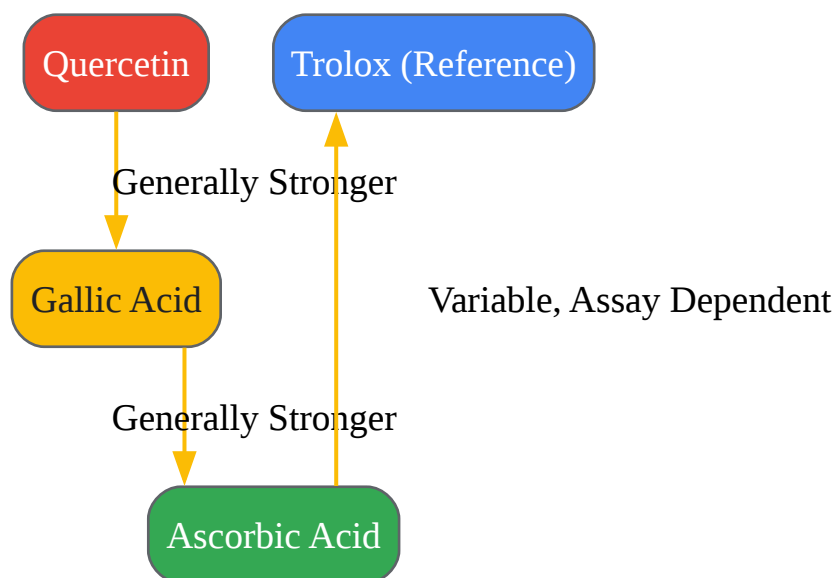 Quercetin
Trolox (Reference)
Generally Stronger
Gallic Acid
Variable, Assay Dependent
Generally Stronger
Ascorbic Acid